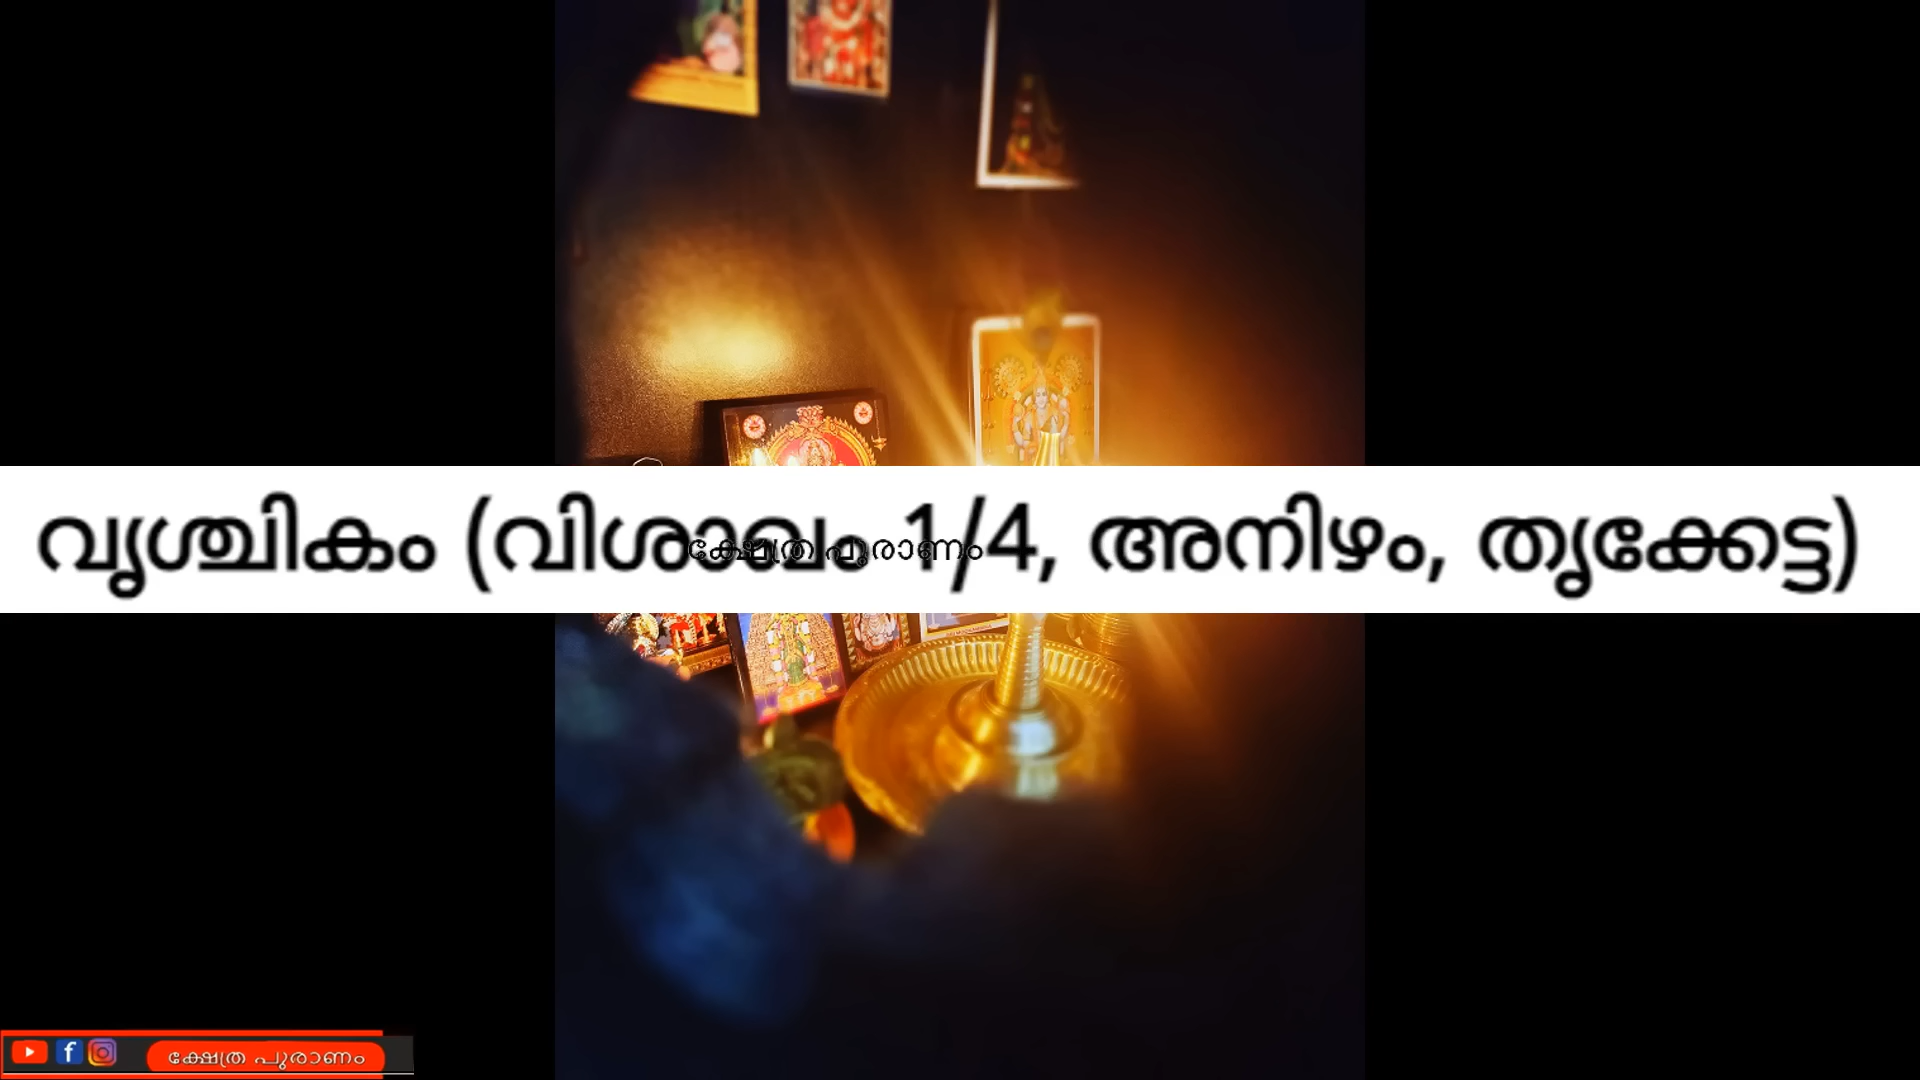 വൃശ്ചികം (വിശാഖം 1/4, അനിഴം, തൃക്കേട്ട)
ക്ഷേത്ര പുരാണം
ക്ഷേത്ര പുരാണം